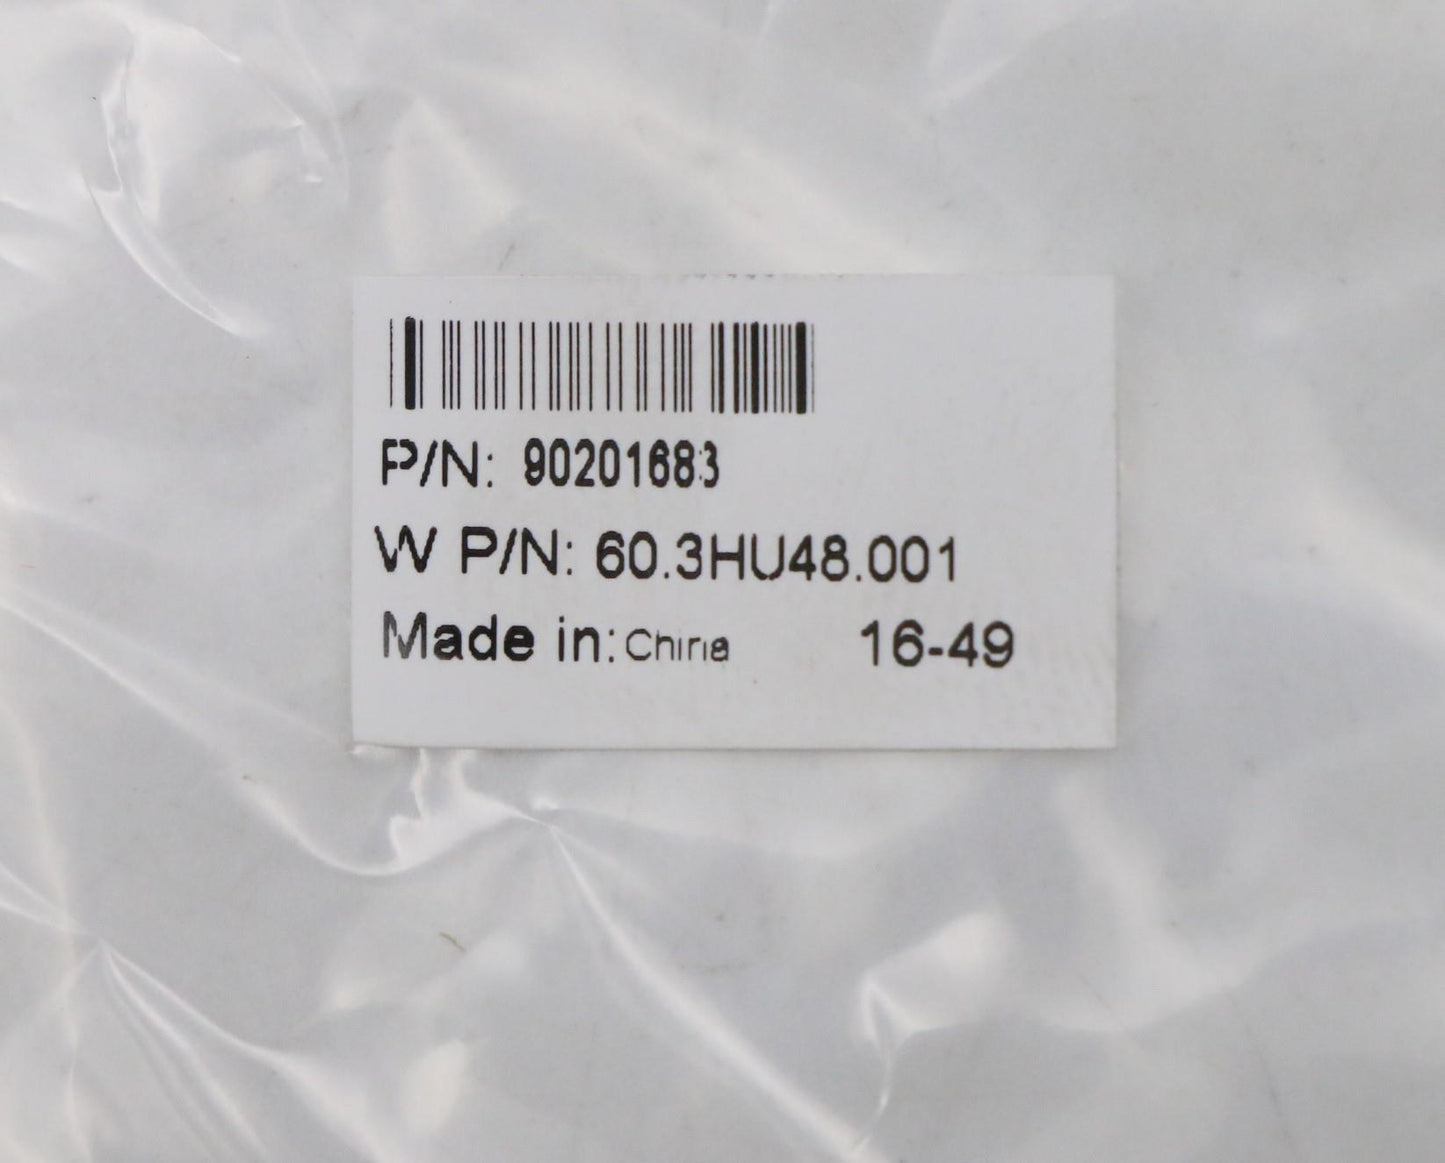 P/N: 90201683
W P/N: 60.3HU48.001
Made in: China 16-49